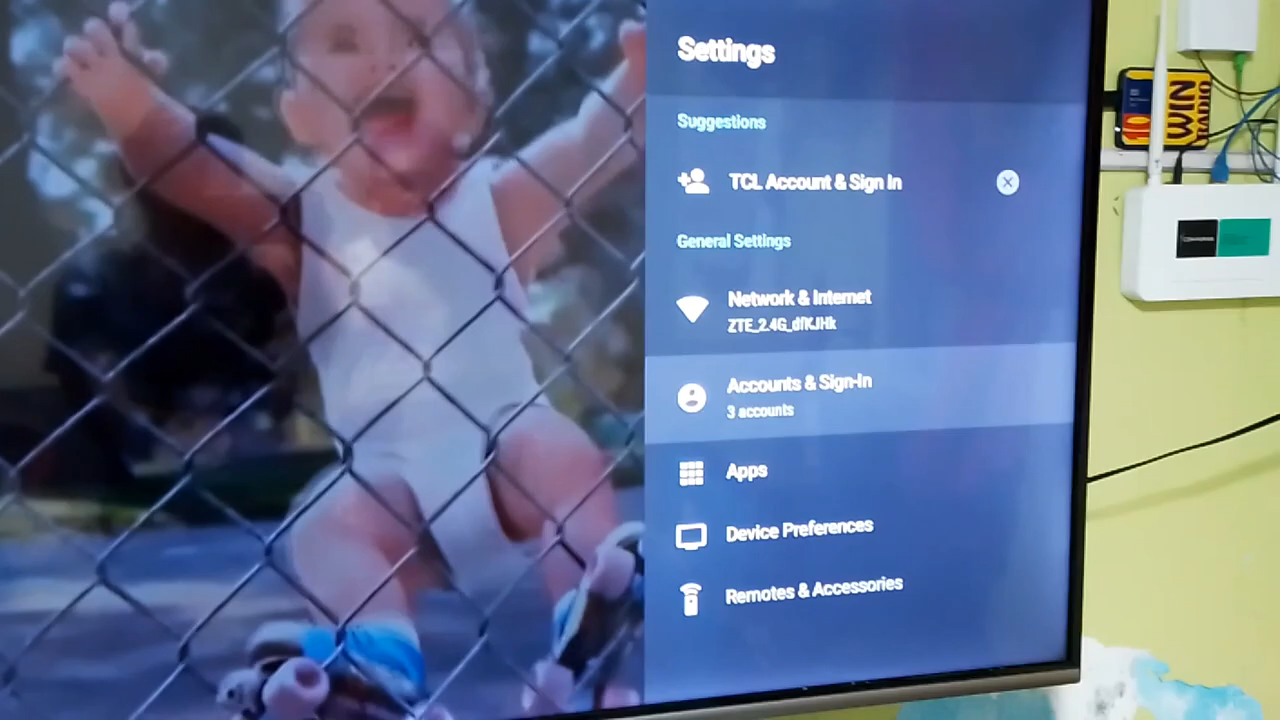 Settings
Suggestions
TCL Account & Sign In
General Settings
Network & Internet
ZTE_2.4G_dfKJHk
Accounts & Sign-In
3 accounts
Apps
Device Preferences
Remotes & Accessories
WIN